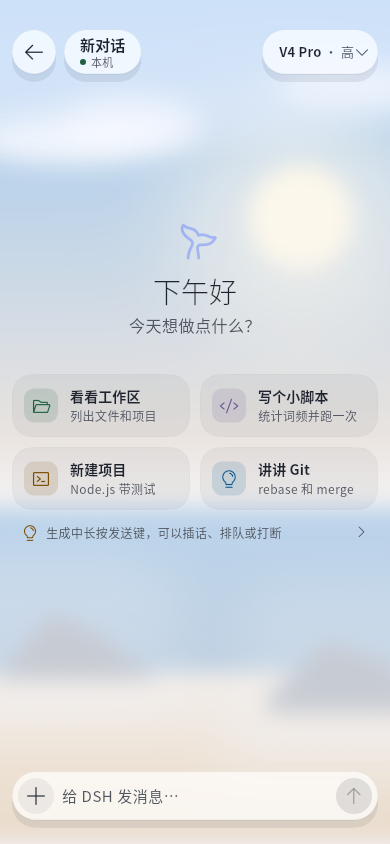 新对话
本机
V4 Pro · 高
下午好
今天想做点什么?
看看工作区
列出文件和项目
写个小脚本
统计词频并跑一次
新建项目
Node.js 带测试
讲讲 Git
rebase 和 merge
生成中长按发送键，可以插话、排队或打断
给 DSH 发消息…